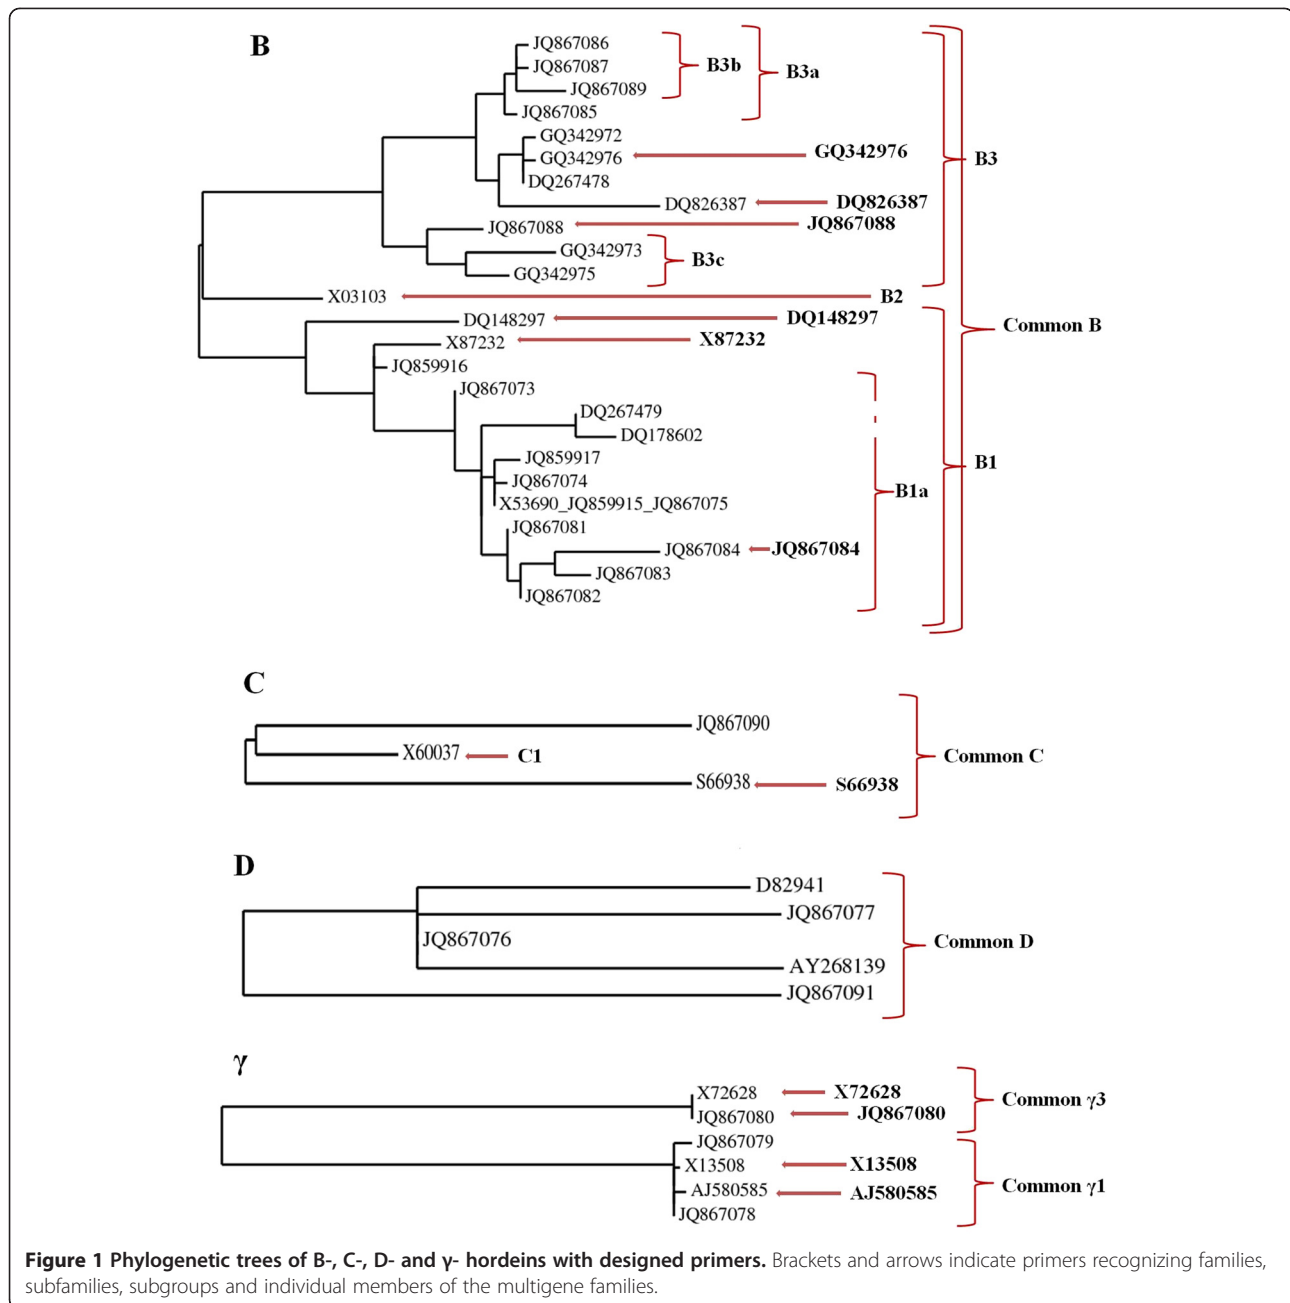 B
JQ867086
JQ867087
JQ867089
JQ867085
B3b
B3a
GQ342972
GQ342976
GQ342976
DQ267478
DQ826387
DQ826387
JQ867088
JQ867088
GQ342973
GQ342975
B3c
B3
X03103
B2
DQ148297
DQ148297
X87232
X87232
Common B
JQ859916
JQ867073
DQ267479
DQ178602
JQ859917
JQ867074
X53690_JQ859915_JQ867075
B1a
B1
JQ867081
JQ867084
JQ867084
JQ867083
JQ867082
C
JQ867090
X60037
C1
S66938
S66938
Common C
D
D82941
JQ867077
JQ867076
AY268139
JQ867091
Common D
γ
X72628
X72628
JQ867080
JQ867080
Common γ3
JQ867079
X13508
X13508
AJ580585
AJ580585
JQ867078
Common γ1
Figure 1 Phylogenetic trees of B-, C-, D- and γ- hordeins with designed primers. Brackets and arrows indicate primers recognizing families,
subfamilies, subgroups and individual members of the multigene families.